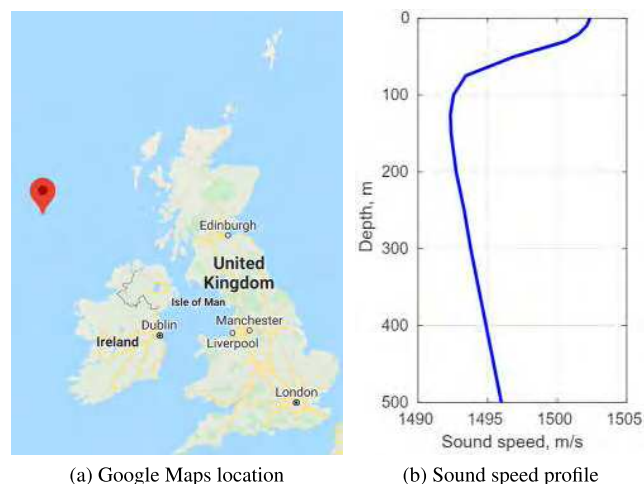 Edinburgh
United
Kingdom
Isle of Man
Dublin
Manchester
Ireland
Liverpool
London
(a) Google Maps location
0
100
200
300
400
500
Depth, m
1490
1495
1500
1505
Sound speed, m/s
(b) Sound speed profile